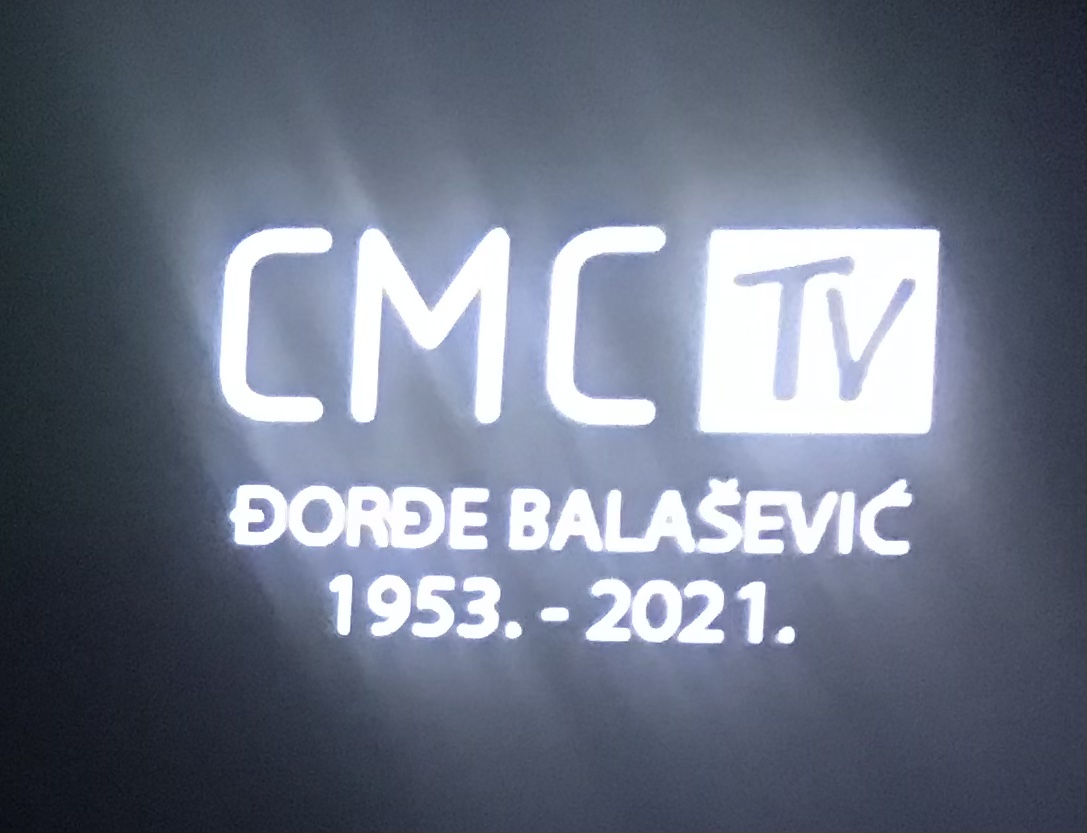 CMC TV
ĐORĐE BALAŠEVIĆ
1953. - 2021.